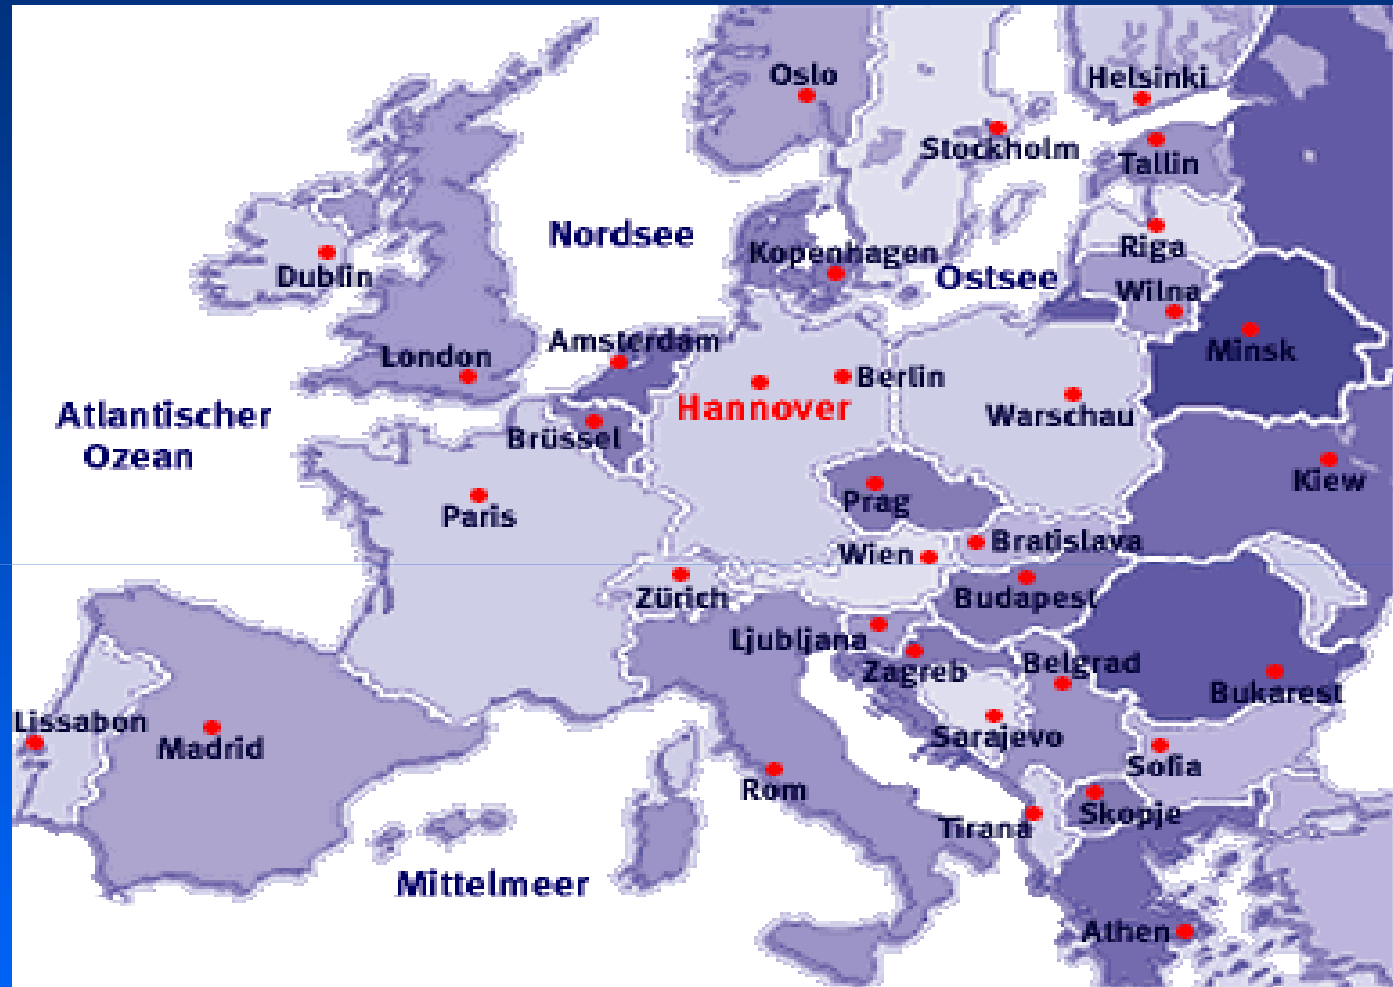 Oslo
Helsinki
Stockholm
Tallin
Nordsee
Riga
Kopenhagen
Dublin
Ostsee
Wilna
Amsterdam
Minsk
London
Berlin
Hannover
Atlantischer
Ozean
Warschau
Brüssel
Kiew
Prag
Paris
Bratislava
Wien
Zürich
Budapest
Ljubljana
Belgrad
Zagreb
Bukarest
Lissabon
Sarajevo
Madrid
Sofia
Rom
Skopje
Tirana
Mittelmeer
Athen